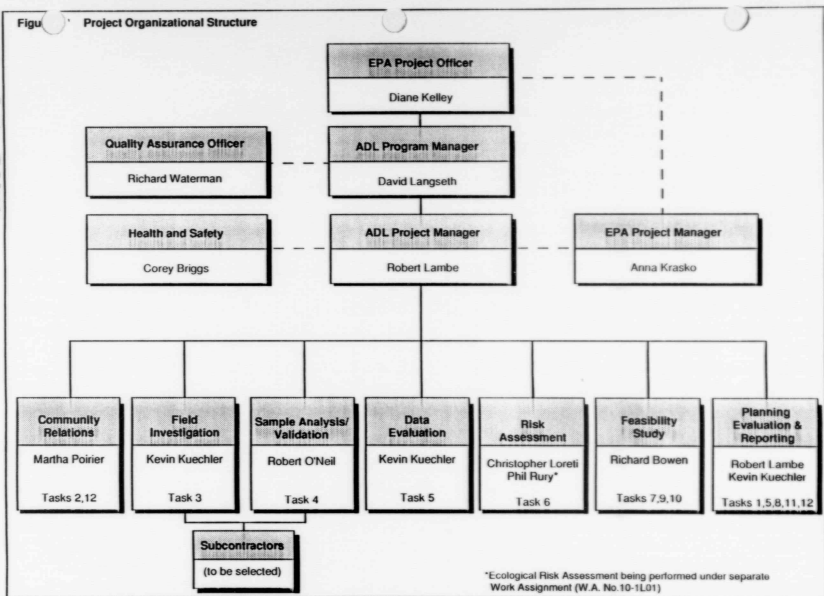 Figu Project Organizational Structure
EPA Project Officer
Diane Kelley
Quality Assurance Officer
Richard Waterman
ADL Program Manager
David Langseth
Health and Safety
Corey Briggs
ADL Project Manager
Robert Lambe
EPA Project Manager
Anna Krasko
Community
Relations
Martha Poirier
Tasks 2,12
Field
Investigation
Kevin Kuechler
Task 3
Sample Analysis/
Validation
Robert O'Neil
Task 4
Data
Evaluation
Kevin Kuechler
Task 5
Risk
Assessment
Christopher Loreti
Phil Rury*
Task 6
Feasibility
Study
Richard Bowen
Tasks 7,9,10
Planning
Evaluation &
Reporting
Robert Lambe
Kevin Kuechler
Tasks 1,5,8,11,12
Subcontractors
(to be selected)
*Ecological Risk Assessment being performed under separate
Work Assignment (W.A. No.10-1L01)